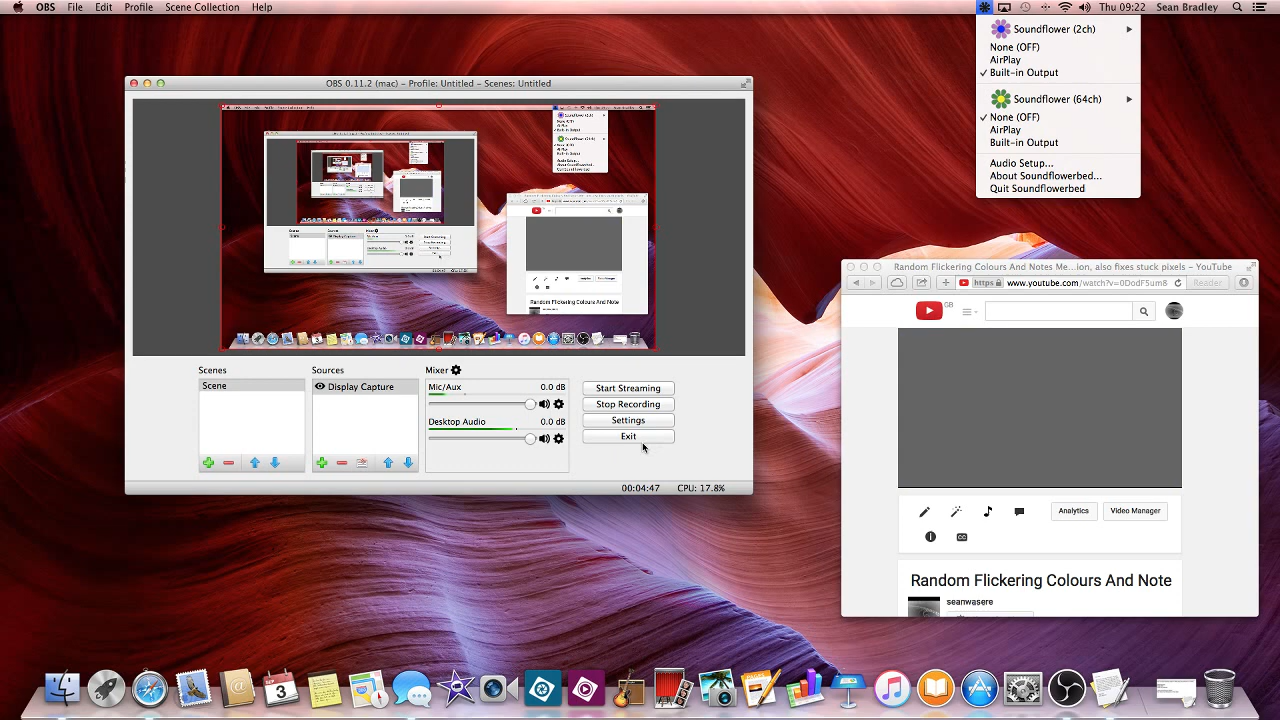 OBS File Edit Profile Scene Collection Help
Thu 09:22 Sean Bradley
Soundflower (2ch)
None (OFF)
AirPlay
Built-in Output
Soundflower (64ch)
None (OFF)
AirPlay
Built-in Output
Audio Setup...
About Soundflowerbed...
Quit Soundflowerbed
OBS 0.11.2 (mac) - Profile: Untitled - Scenes: Untitled
Scenes
Scene
Sources
Display Capture
Mixer
Mic/Aux 0.0 dB
Desktop Audio 0.0 dB
Start Streaming
Stop Recording
Settings
Exit
00:04:47 CPU: 17.8%
Random Flickering Colours And Notes Me...ion, also fixes stuck pixels - YouTube
https www.youtube.com/watch?v=0DodF5um8 Reader
GB
Analytics Video Manager
Random Flickering Colours And Note
seanwasere
SEP
3